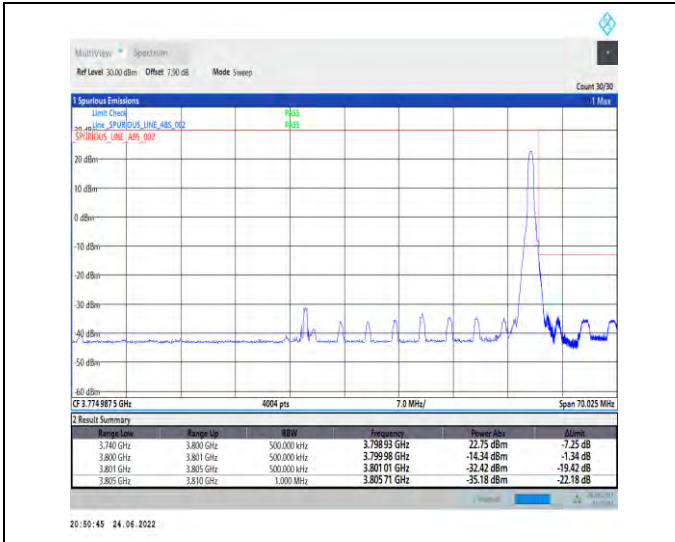 MultiView Spectrum
Ref Level 30.00 dBm Offset 7.90 dB Mode Sweep
Count 30/30
1 Spurious Emissions 1 Max
Limit Check PASS
Line _SPURIOUS_LINE_ABS_002 PASS
_SPURIOUS_LINE_ABS_002
20 dBm
10 dBm
0 dBm
-10 dBm
-20 dBm
-30 dBm
-40 dBm
-50 dBm
-60 dBm
CF 3.774 987 5 GHz 4004 pts 7.0 MHz/ Span 70.025 MHz
2 Result Summary
Range Low Range Up RBW Frequency Power Abs ΔLimit
3.740 GHz 3.800 GHz 500.000 kHz 3.798 93 GHz 22.75 dBm -7.25 dB
3.800 GHz 3.801 GHz 500.000 kHz 3.799 98 GHz -14.34 dBm -1.34 dB
3.801 GHz 3.805 GHz 500.000 kHz 3.801 01 GHz -32.42 dBm -19.42 dB
3.805 GHz 3.810 GHz 1.000 MHz 3.805 71 GHz -35.18 dBm -22.18 dB
20:50:45 24.06.2022